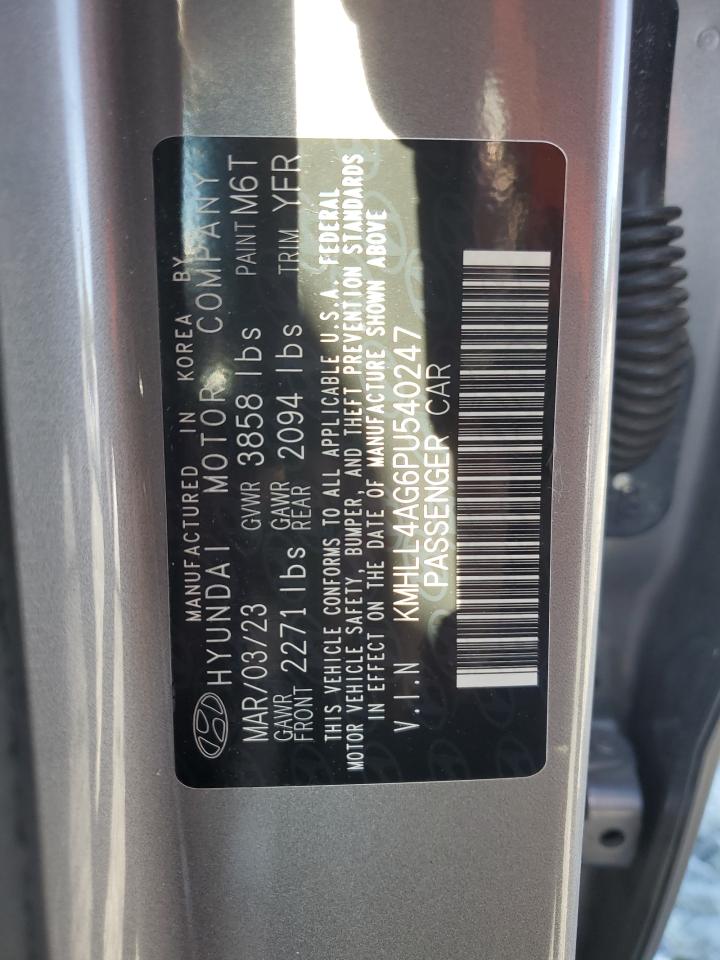 MANUFACTURED IN KOREA BY
HYUNDAI MOTOR COMPANY
MAR/03/23 GVWR 3858 lbs PAINT M6T
GAWR FRONT 2271 lbs GAWR REAR 2094 lbs TRIM YFR
THIS VEHICLE CONFORMS TO ALL APPLICABLE U.S.A. FEDERAL
MOTOR VEHICLE SAFETY, BUMPER, AND THEFT PREVENTION STANDARDS
IN EFFECT ON THE DATE OF MANUFACTURE SHOWN ABOVE
V.I.N KMHLL4AG6PU540247
PASSENGER CAR